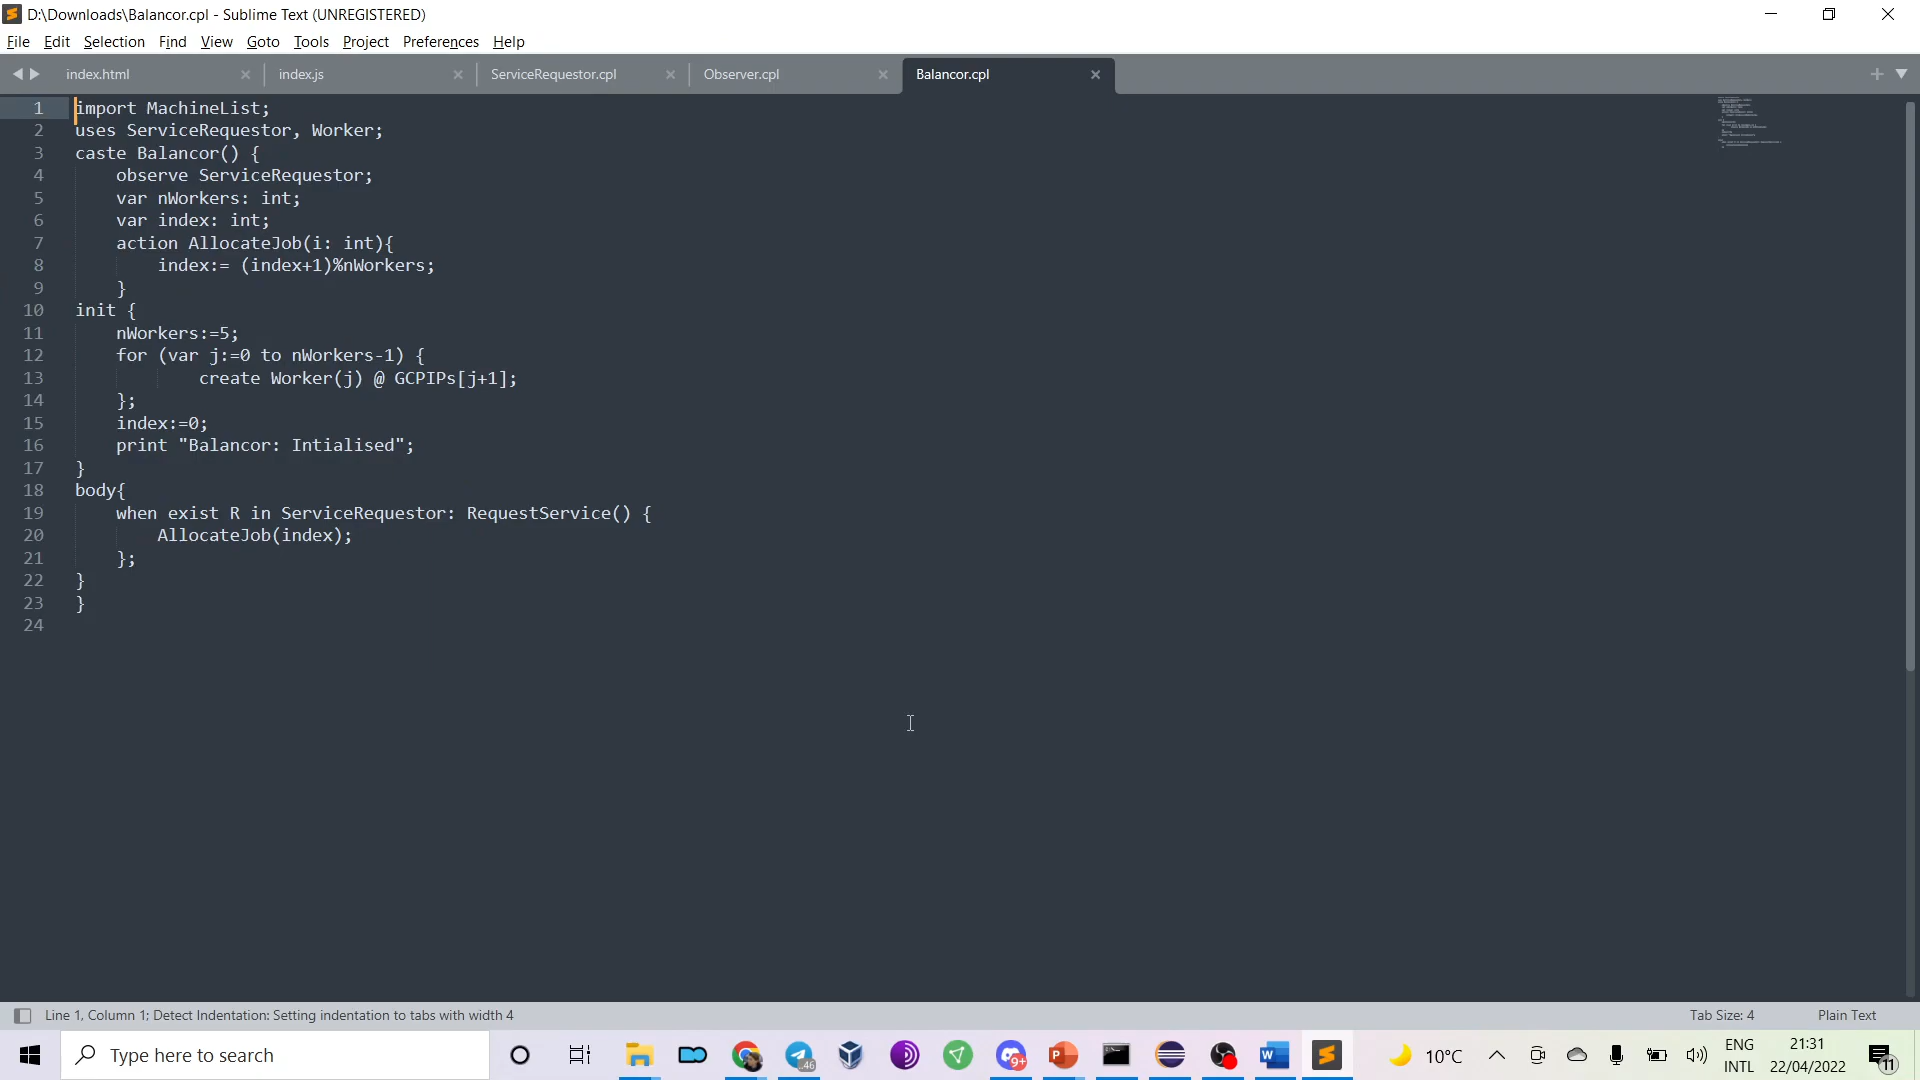 D:\Downloads\Balancor.cpl - Sublime Text (UNREGISTERED)
File Edit Selection Find View Goto Tools Project Preferences Help
index.html
index.js
ServiceRequestor.cpl
Observer.cpl
Balancor.cpl
1 import MachineList;
2 uses ServiceRequestor, Worker;
3 caste Balancor() {
4 observe ServiceRequestor;
5 var nWorkers: int;
6 var index: int;
7 action AllocateJob(i: int){
8 index:= (index+1)%nWorkers;
9 }
10 init {
11 nWorkers:=5;
12 for (var j:=0 to nWorkers-1) {
13 create Worker(j) @ GCPIPs[j+1];
14 };
15 index:=0;
16 print "Balancor: Intialised";
17 }
18 body{
19 when exist R in ServiceRequestor: RequestService() {
20 AllocateJob(index);
21 };
22 }
23 }
24
Line 1, Column 1; Detect Indentation: Setting indentation to tabs with width 4
Tab Size: 4
Plain Text
Type here to search
46
9+
10°C
ENG
INTL
21:31
22/04/2022
11